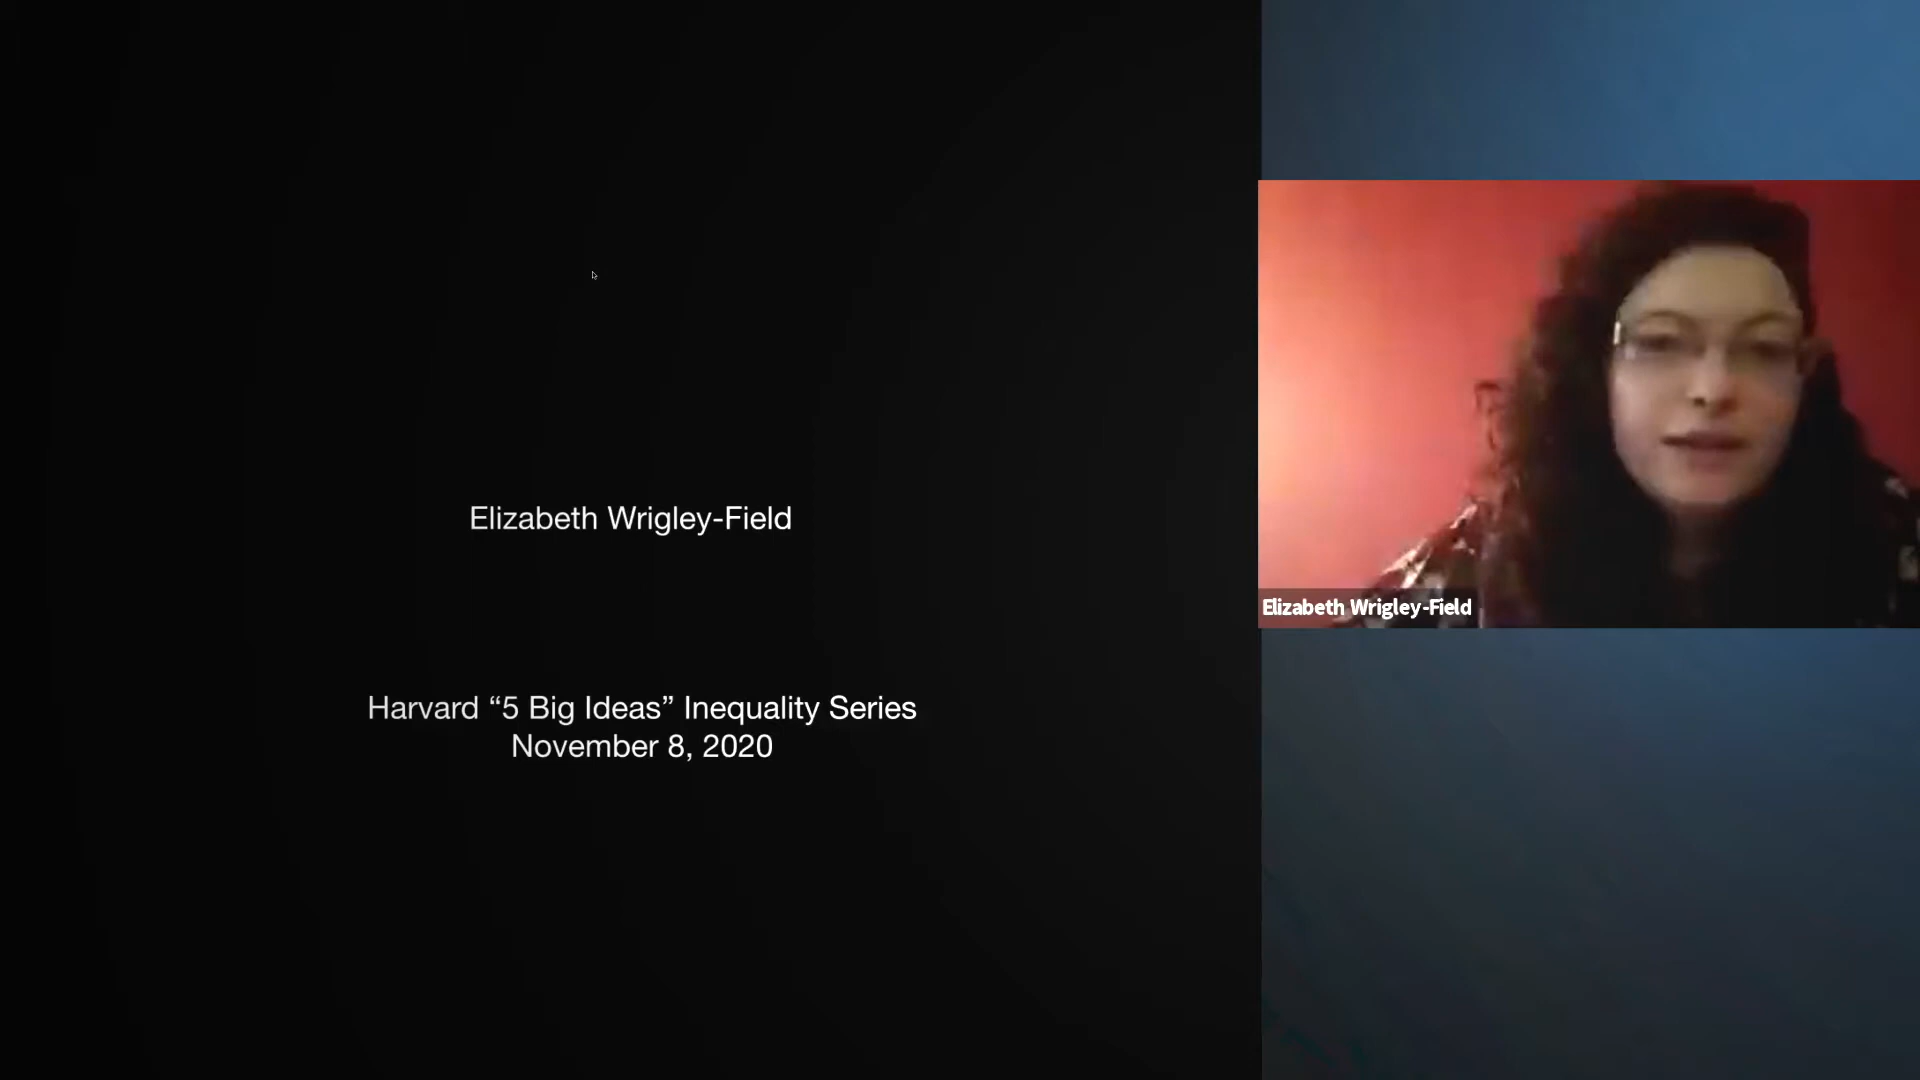 Elizabeth Wrigley-Field
Harvard “5 Big Ideas” Inequality Series
November 8, 2020
Elizabeth Wrigley-Field